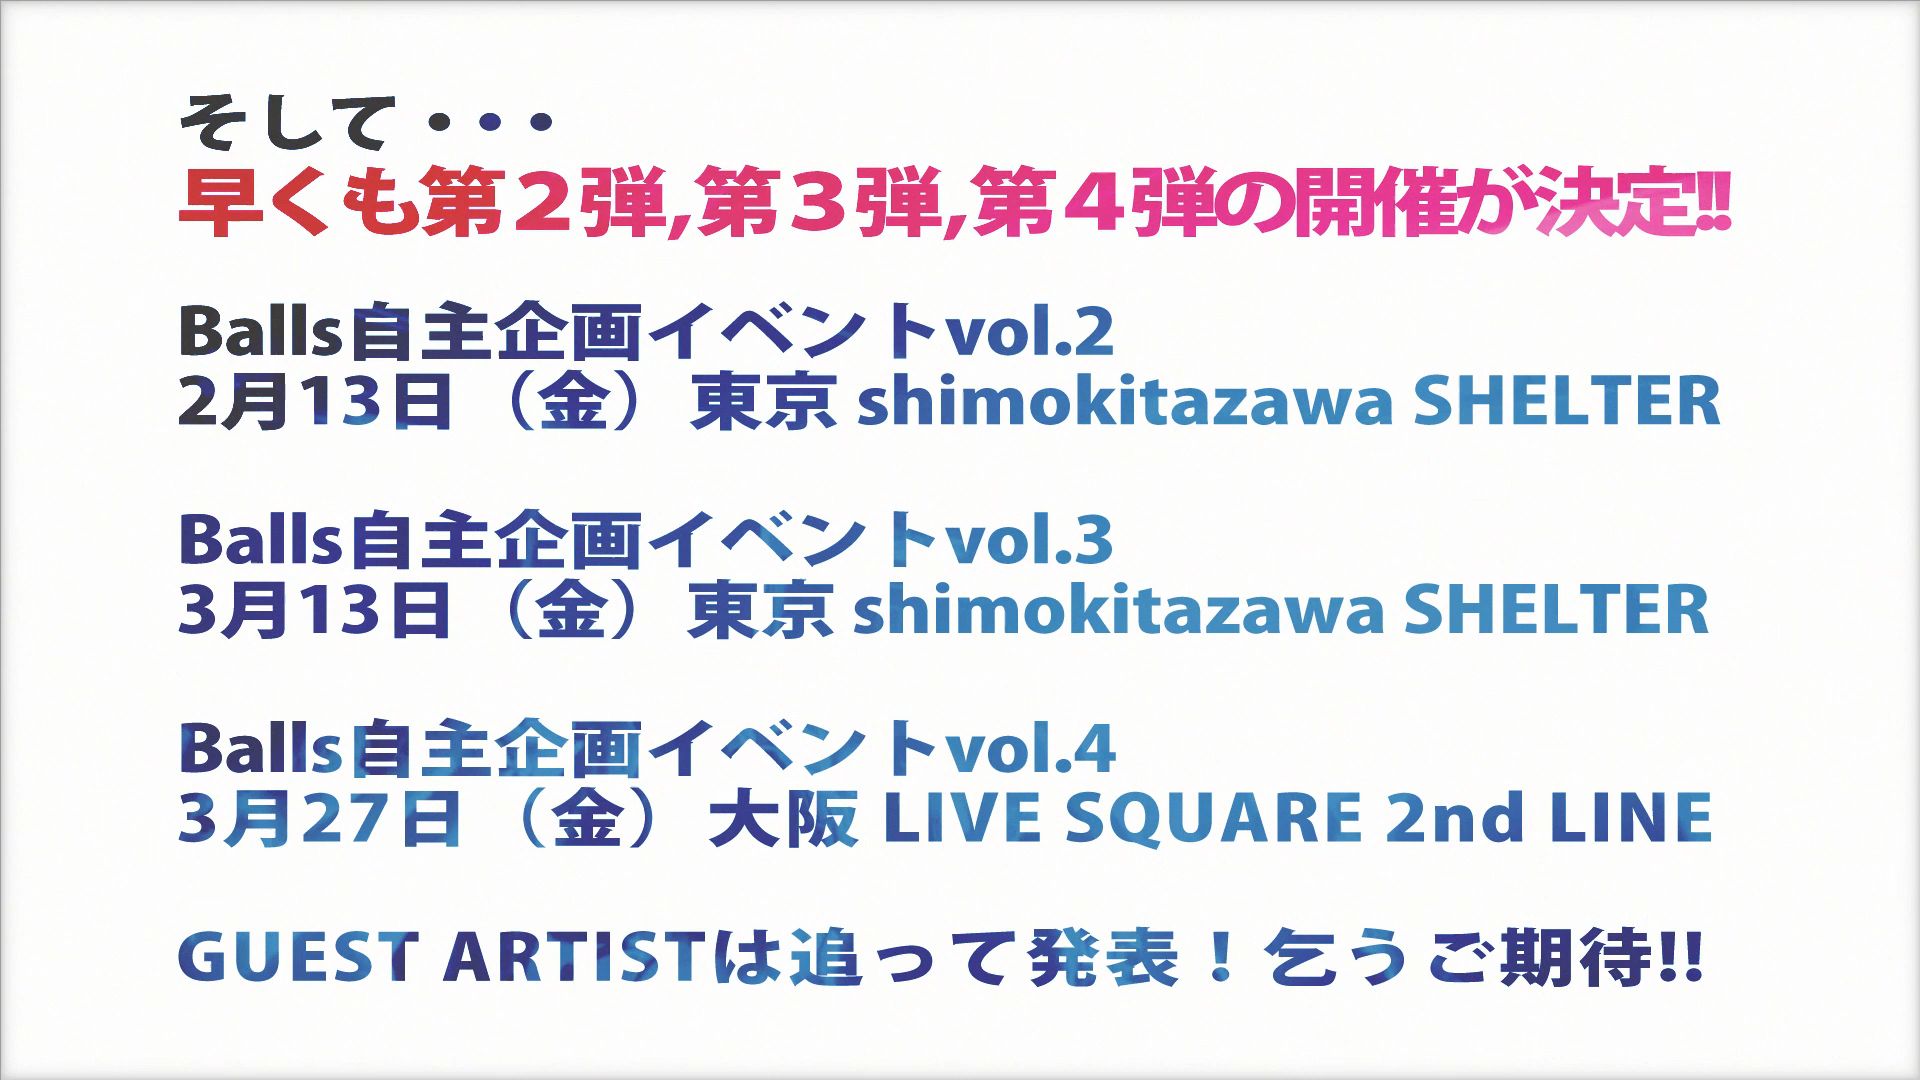 そして・・・
早くも第２弾,第３弾,第４弾の開催が決定!!
Balls自主企画イベントvol.2
2月13日（金）東京 shimokitazawa SHELTER
Balls自主企画イベントvol.3
3月13日（金）東京 shimokitazawa SHELTER
Balls自主企画イベントvol.4
3月27日（金）大阪 LIVE SQUARE 2nd LINE
GUEST ARTISTは追って発表！乞うご期待!!